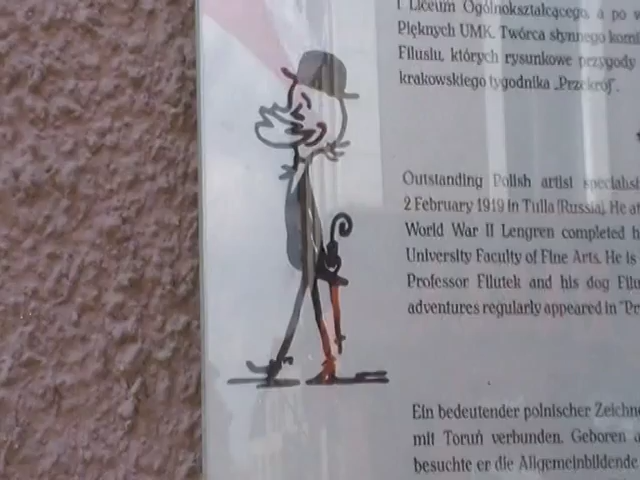 I Liceum Ogólnokształcącego, a po
Pięknych UMK. Twórca słynnego
Filusiu, których rysunkowe przygody
krakowskiego tygodnika „Przekrój".
Outstanding Polish artist
2 February 1919 in Tulla (Russia). He
World War II Lengren completed
University Faculty of Fine Arts. He is
Professor Filutek and his dog
adventures regularly appeared in
Ein bedeutender polnischer
mit Toruń verbunden. Geboren
besuchte er die Allgemeinbildende